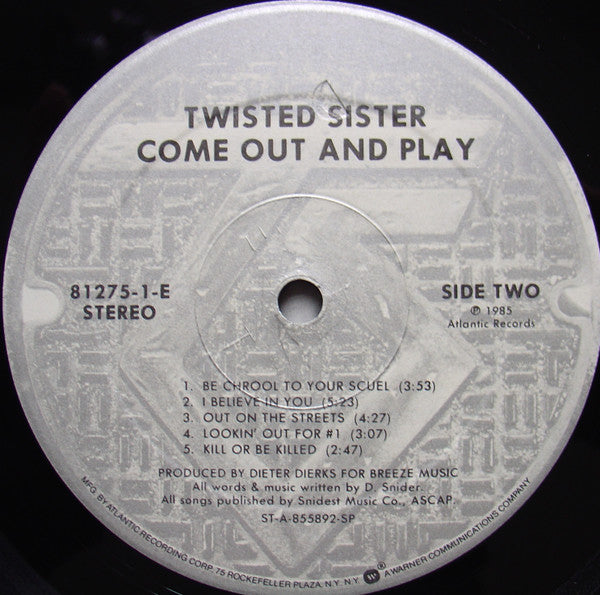 TWISTED SISTER
COME OUT AND PLAY
81275-1-E
STEREO
SIDE TWO
℗ 1985
Atlantic Records
1. BE CHROOL TO YOUR SCUEL (3:53)
2. I BELIEVE IN YOU (5:23)
3. OUT ON THE STREETS (4:27)
4. LOOKIN' OUT FOR #1 (3:07)
5. KILL OR BE KILLED (2:47)
PRODUCED BY DIETER DIERKS FOR BREEZE MUSIC
All words & music written by D. Snider.
All songs published by Snidest Music Co., ASCAP.
ST-A-855892-SP
MFG. BY ATLANTIC RECORDING CORP. 75 ROCKEFELLER PLAZA, N.Y. N.Y. ® A WARNER COMMUNICATIONS COMPANY